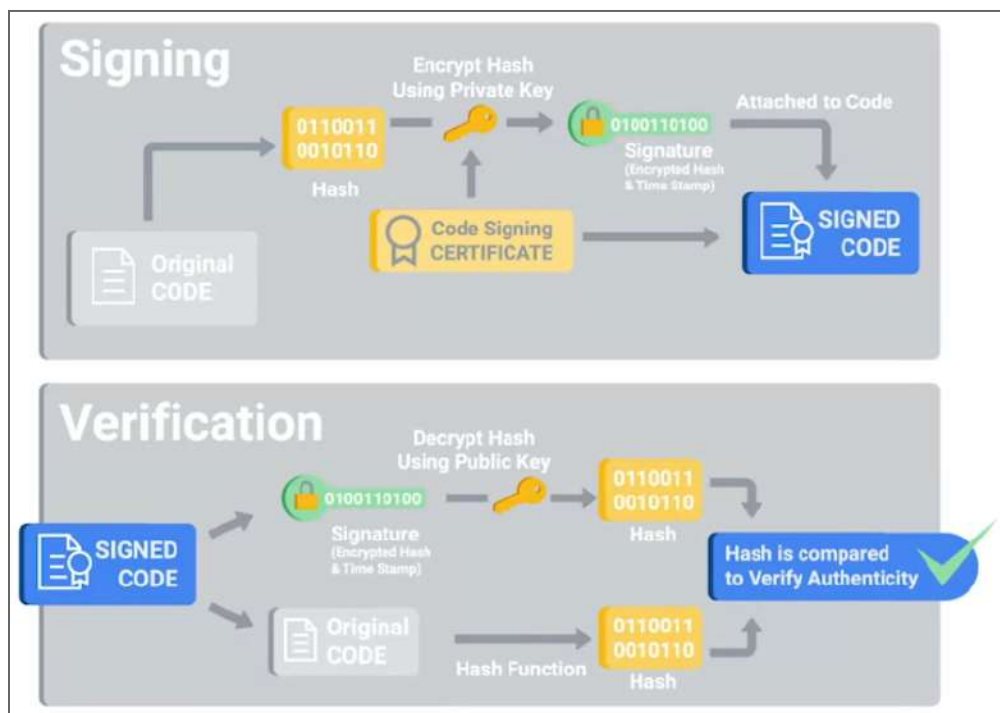 Signing
Encrypt Hash
Using Private Key
Attached to Code
0110011
0010110
Hash
0100110100
Signature
(Encrypted Hash
& Time Stamp)
Original
CODE
Code Signing
CERTIFICATE
SIGNED
CODE
Verification
Decrypt Hash
Using Public Key
0100110100
Signature
(Encrypted Hash
& Time Stamp)
0110011
0010110
Hash
SIGNED
CODE
Hash is compared
to Verify Authenticity
Original
CODE
Hash Function
0110011
0010110
Hash